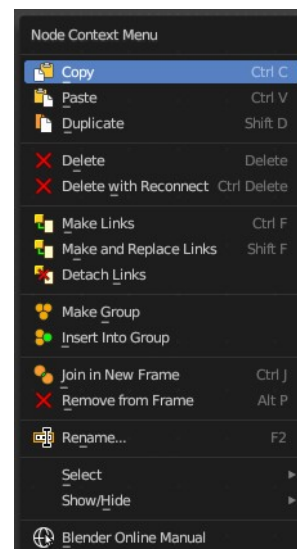 Node Context Menu
Copy Ctrl C
Paste Ctrl V
Duplicate Shift D
Delete Delete
Delete with Reconnect Ctrl Delete
Make Links Ctrl F
Make and Replace Links Shift F
Detach Links
Make Group
Insert Into Group
Join in New Frame Ctrl J
Remove from Frame Alt P
Rename... F2
Select
Show/Hide
Blender Online Manual